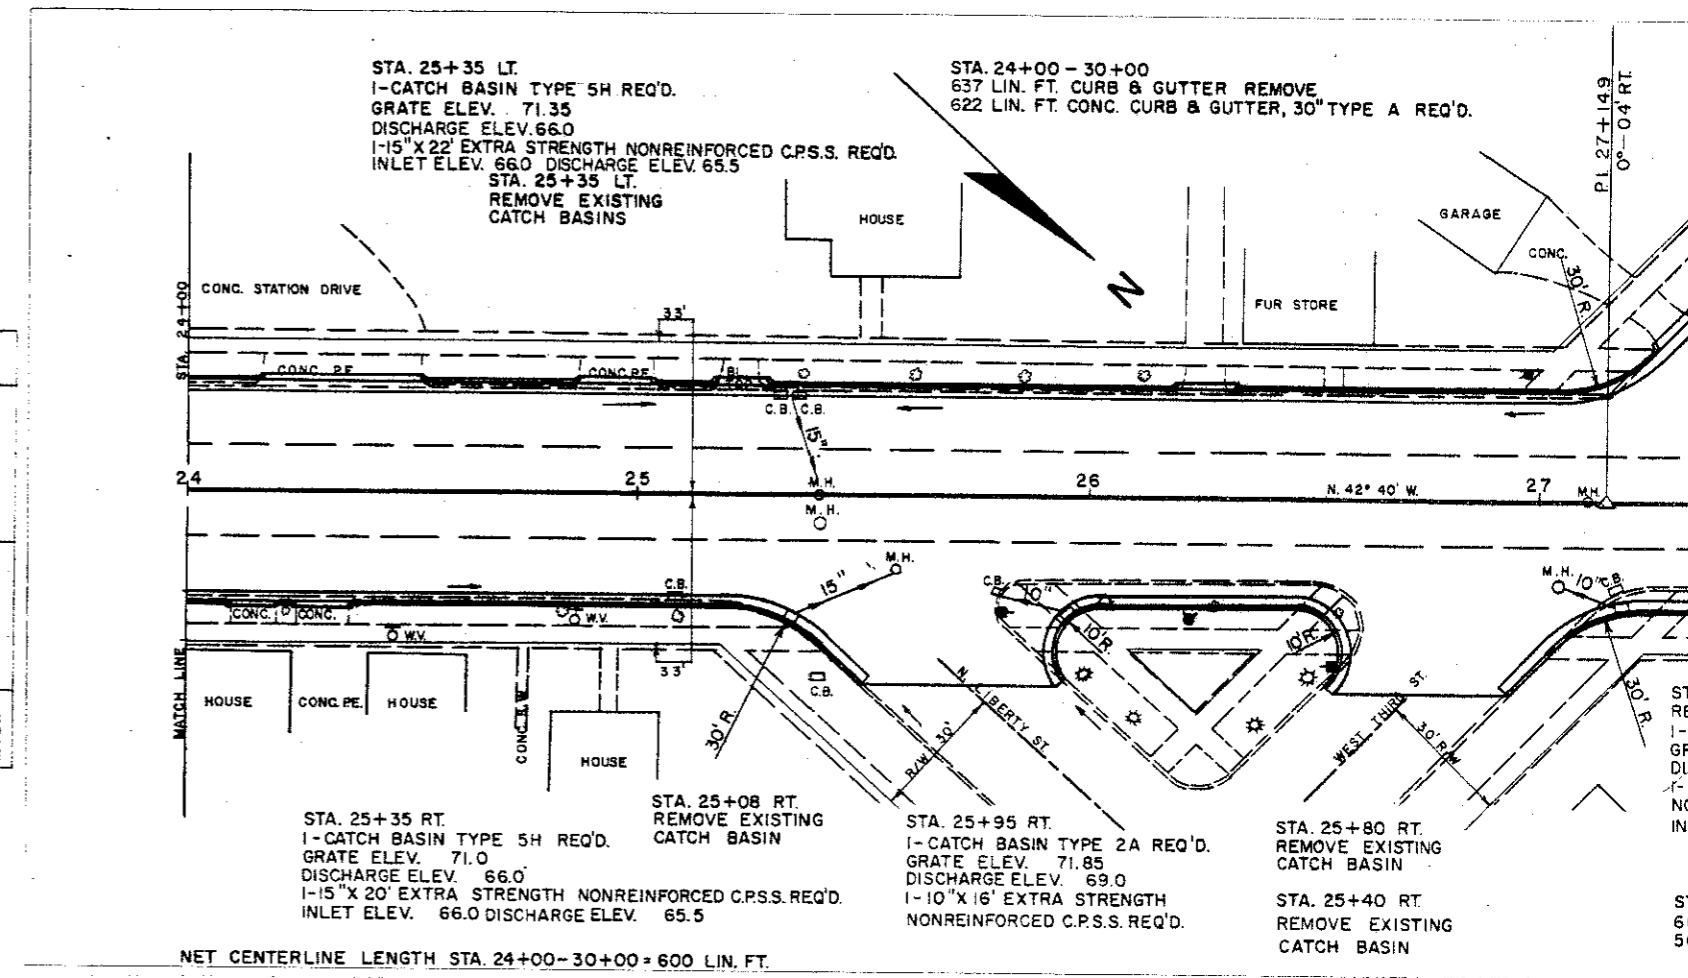 STA. 25+35 LT.
1-CATCH BASIN TYPE 5H REQ'D.
GRATE ELEV. 71.35
DISCHARGE ELEV. 66.0
1-15"X 22' EXTRA STRENGTH NONREINFORCED C.P.S.S. REQ'D.
INLET ELEV. 66.0 DISCHARGE ELEV. 65.5
STA. 25+35 LT.
REMOVE EXISTING
CATCH BASINS
STA. 24+00 - 30+00
637 LIN. FT. CURB & GUTTER REMOVE
622 LIN. FT. CONC. CURB & GUTTER, 30" TYPE A REQ'D.
P.I. 27+14.9
0°-04' RT.
HOUSE
GARAGE
CONC.
30' R.
N
CONC. STATION DRIVE
FUR STORE
STA. 24+00
33'
CONC. P.F.
CONC. P.F.
C.B. C.B.
15"
24
25
26
27
M.H.
M.H.
N. 42° 40' W.
M.H.
M.H.
15"
C.B.
C.B.
10"
M.H.
10"
C.B.
CONC.
CONC.
W.V.
W.V.
10' R.
10' R.
33'
C.B.
MATCH LINE
HOUSE
CONC. PE.
HOUSE
CONC. R.W.
HOUSE
30' R.
R/W 30'
N. LIBERTY ST.
WEST THIRD ST.
30' R/W
30' R.
STA. 25+35 RT.
1-CATCH BASIN TYPE 5H REQ'D.
GRATE ELEV. 71.0
DISCHARGE ELEV. 66.0
1-15"X 20' EXTRA STRENGTH NONREINFORCED C.P.S.S. REQ'D.
INLET ELEV. 66.0 DISCHARGE ELEV. 65.5
STA. 25+08 RT.
REMOVE EXISTING
CATCH BASIN
STA. 25+95 RT.
1-CATCH BASIN TYPE 2A REQ'D.
GRATE ELEV. 71.85
DISCHARGE ELEV. 69.0
1-10"X 16' EXTRA STRENGTH
NONREINFORCED C.P.S.S. REQ'D.
STA. 25+80 RT.
REMOVE EXISTING
CATCH BASIN
STA. 25+40 RT.
REMOVE EXISTING
CATCH BASIN
NET CENTERLINE LENGTH STA. 24+00-30+00 = 600 LIN. FT.